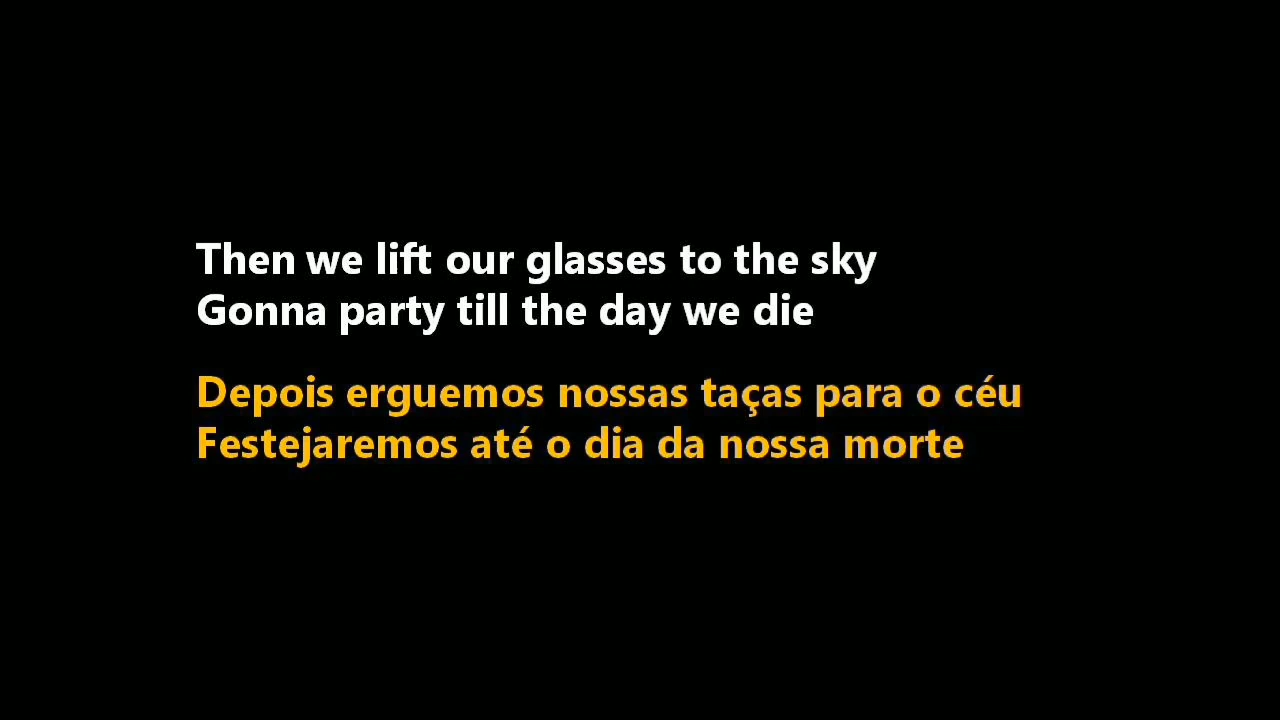 Then we lift our glasses to the sky
Gonna party till the day we die
Depois erguemos nossas taças para o céu
Festejaremos até o dia da nossa morte